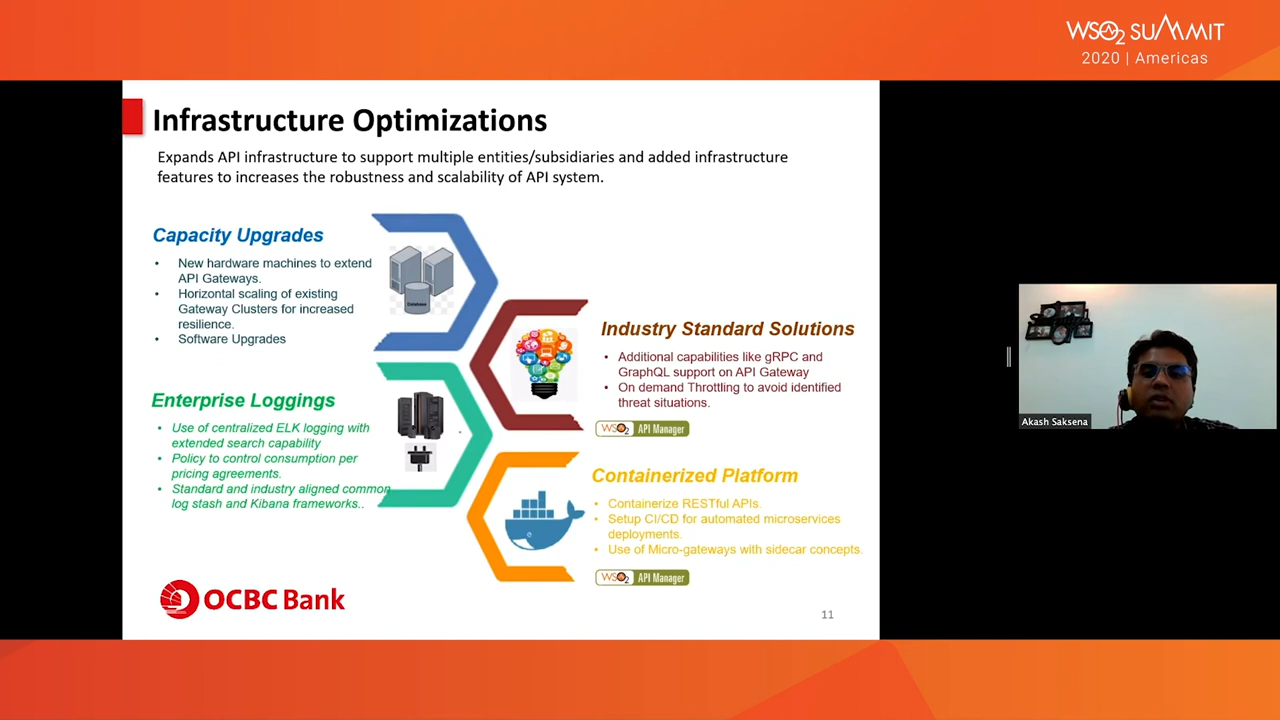 WSO2 SUMMIT
2020 | Americas
Infrastructure Optimizations
Expands API infrastructure to support multiple entities/subsidiaries and added infrastructure
features to increases the robustness and scalability of API system.
Capacity Upgrades
• New hardware machines to extend
API Gateways.
• Horizontal scaling of existing
Gateway Clusters for increased
resilience.
• Software Upgrades
Database
Industry Standard Solutions
• Additional capabilities like gRPC and
GraphQL support on API Gateway
• On demand Throttling to avoid identified
threat situations.
WSO2 API Manager
Enterprise Loggings
• Use of centralized ELK logging with
extended search capability
• Policy to control consumption per
pricing agreements.
• Standard and industry aligned common
log stash and Kibana frameworks..
Containerized Platform
• Containerize RESTful APIs.
• Setup CI/CD for automated microservices
deployments.
• Use of Micro-gateways with sidecar concepts.
WSO2 API Manager
OCBC Bank
11
Akash Saksena